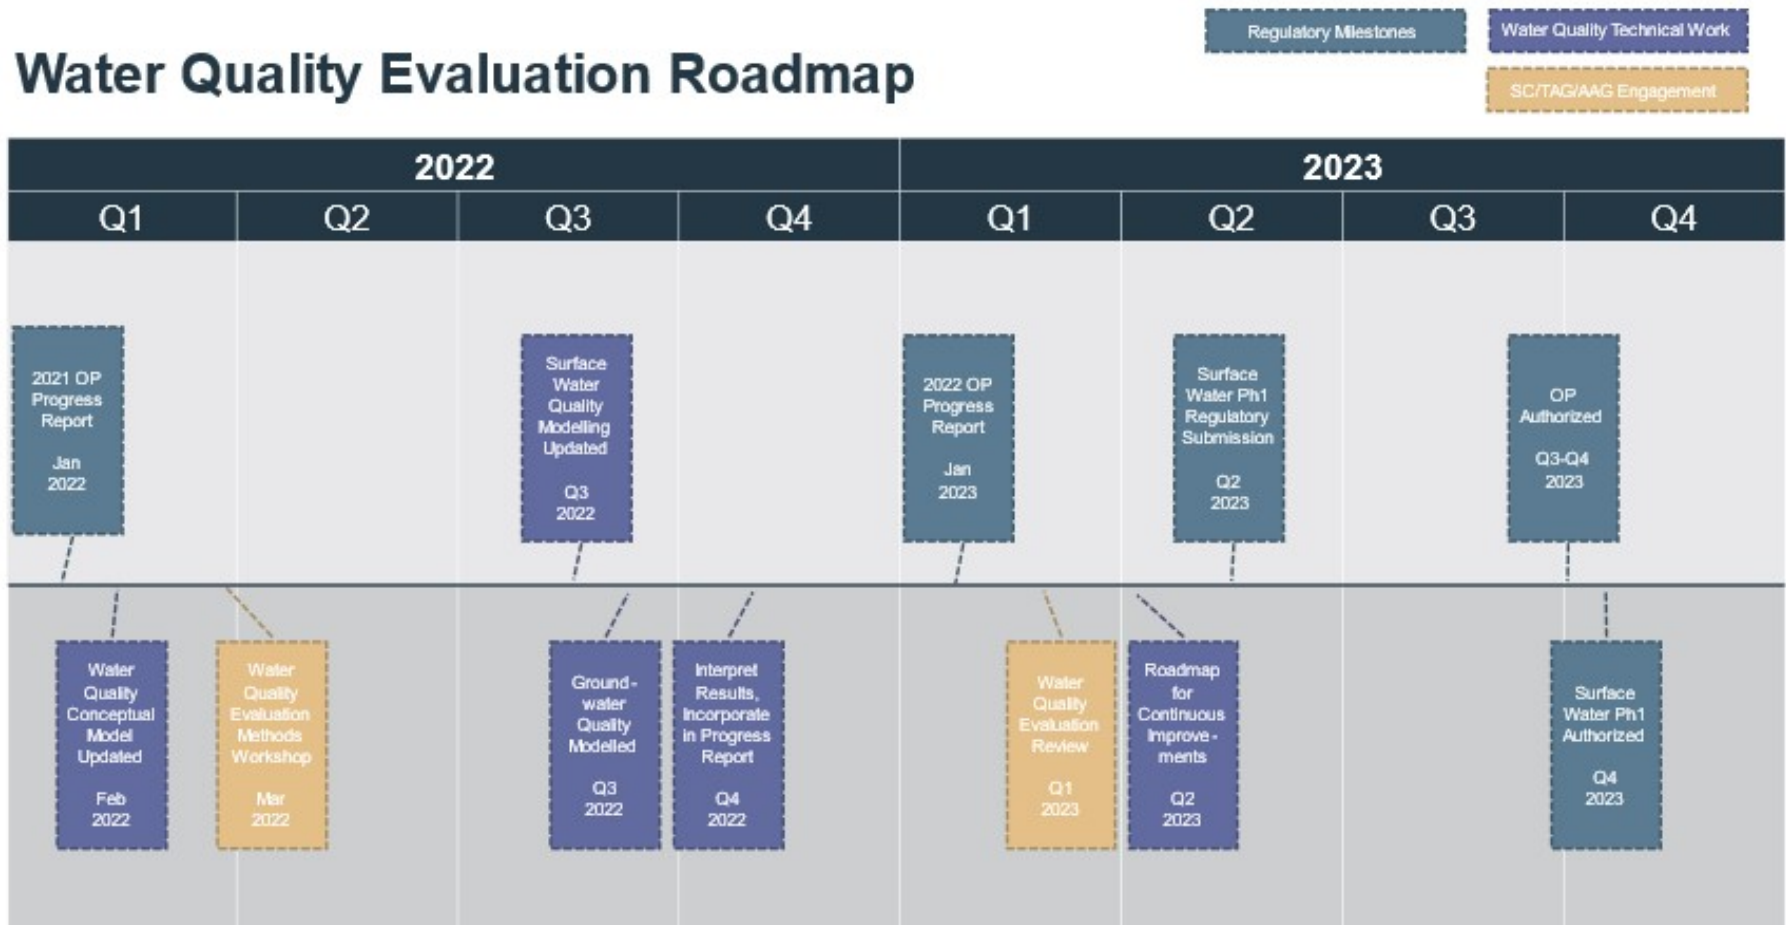 Regulatory Milestones
Water Quality Technical Work
SC/TAG/AAG Engagement
Water Quality Evaluation Roadmap
2022
2023
Q1
Q2
Q3
Q4
Q1
Q2
Q3
Q4
2021 OP
Progress
Report
Jan
2022
Surface
Water
Quality
Modelling
Updated
Q3
2022
2022 OP
Progress
Report
Jan
2023
Surface
Water Ph1
Regulatory
Submission
Q2
2023
OP
Authorized
Q3-Q4
2023
Water
Quality
Conceptual
Model
Updated
Feb
2022
Water
Quality
Evaluation
Methods
Workshop
Mar
2022
Ground-
water
Quality
Modelled
Q3
2022
Interpret
Results,
Incorporate
in Progress
Report
Q4
2022
Water
Quality
Evaluation
Review
Q1
2023
Roadmap
for
Continuous
Improve-
ments
Q2
2023
Surface
Water Ph1
Authorized
Q4
2023